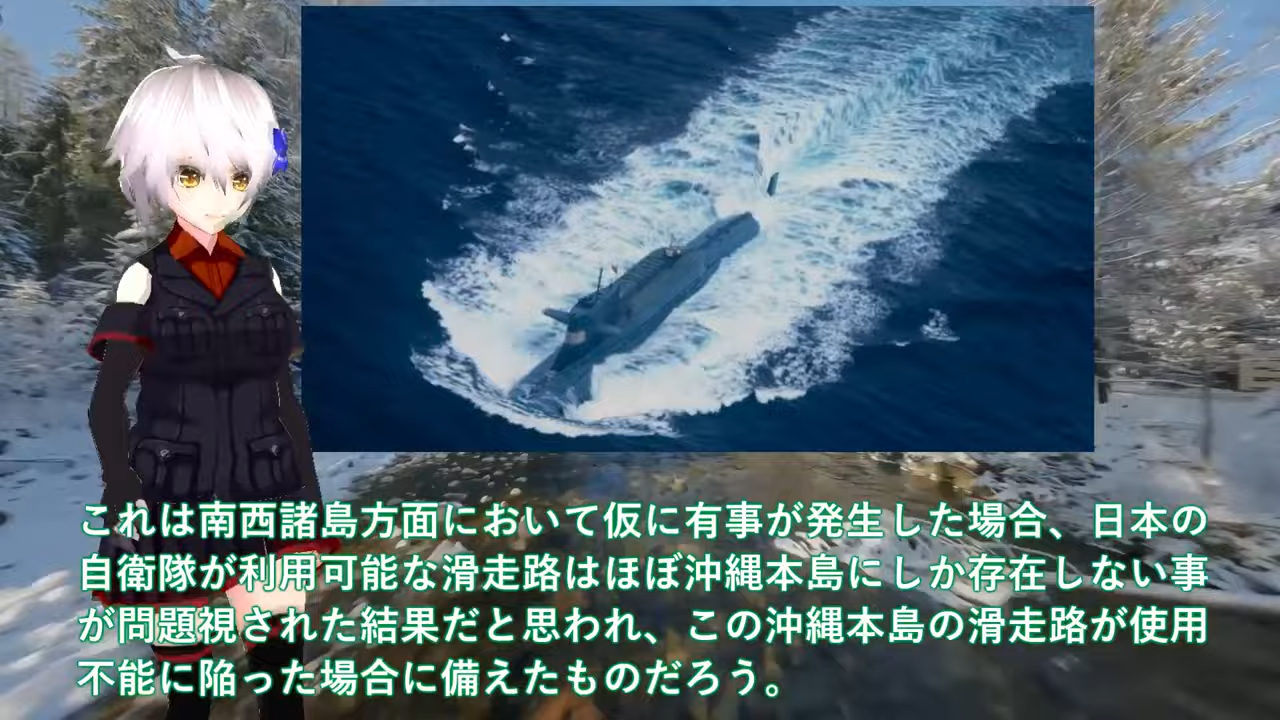 これは南西諸島方面において仮に有事が発生した場合、日本の
自衛隊が利用可能な滑走路はほぼ沖縄本島にしか存在しない事
が問題視された結果だと思われ、この沖縄本島の滑走路が使用
不能に陥った場合に備えたものだろう。